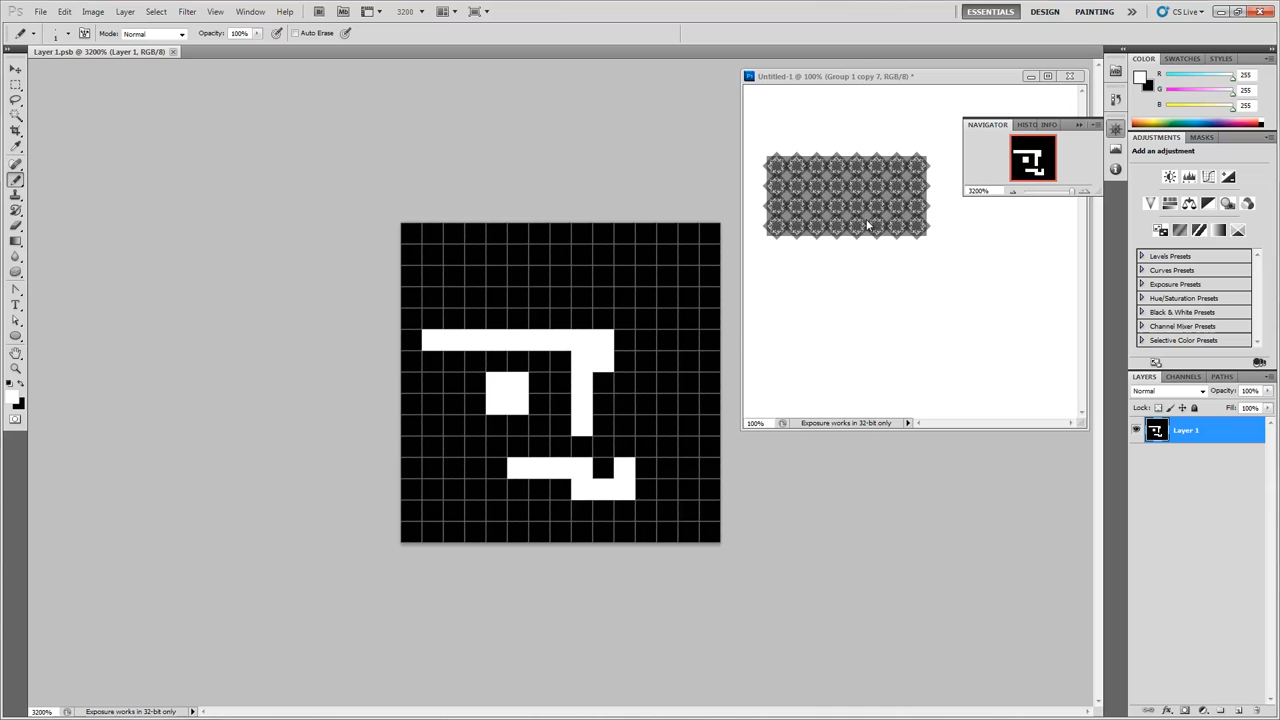 Ps File Edit Image Layer Select Filter View Window Help Br Mb 3200 ESSENTIALS DESIGN PAINTING CS Live
1 Mode: Normal Opacity: 100% Auto Erase
Layer 1.psb @ 3200% (Layer 1, RGB/8)
Untitled-1 @ 100% (Group 1 copy 7, RGB/8) *
NAVIGATOR HISTO INFO
3200%
100% Exposure works in 32-bit only
3200% Exposure works in 32-bit only
Mb
COLOR SWATCHES STYLES
R 255
G 255
B 255
ADJUSTMENTS MASKS
Add an adjustment
Levels Presets
Curves Presets
Exposure Presets
Hue/Saturation Presets
Black & White Presets
Channel Mixer Presets
Selective Color Presets
LAYERS CHANNELS PATHS
Normal Opacity: 100%
Lock: Fill: 100%
Layer 1